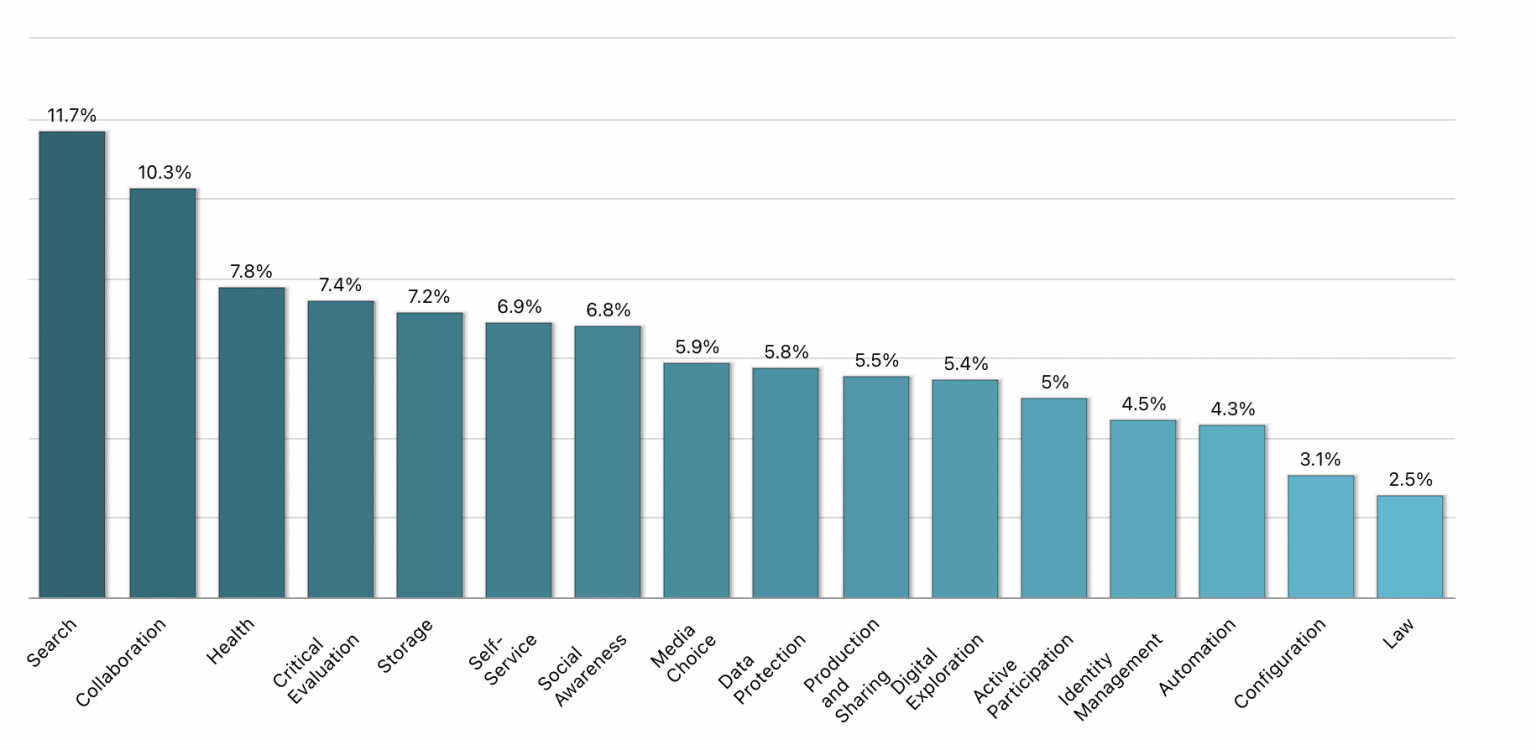 11.7%
10.3%
7.8%
7.4%
7.2%
6.9%
6.8%
5.9%
5.8%
5.5%
5.4%
5%
4.5%
4.3%
3.1%
2.5%
Search
Collaboration
Health
Critical
Evaluation
Storage
Self-
Service
Social
Awareness
Media
Choice
Data
Protection
Production
and
Sharing
Digital
Exploration
Active
Participation
Identity
Management
Automation
Configuration
Law